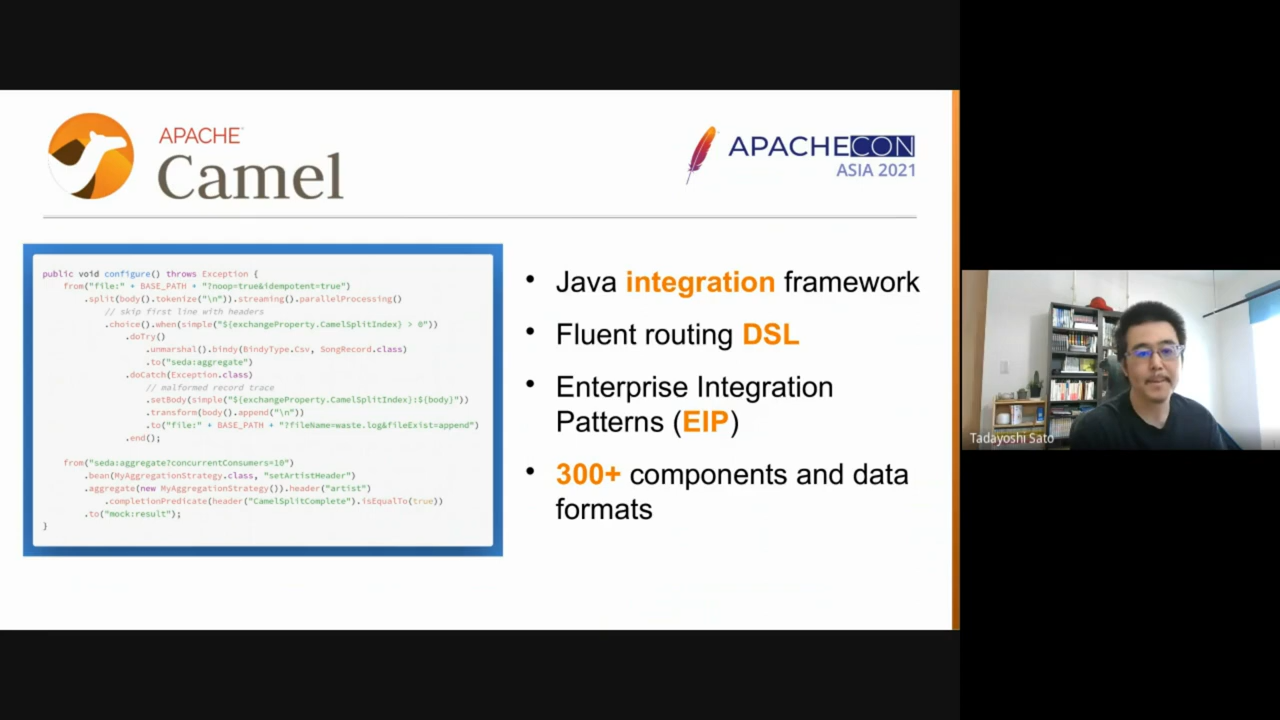 APACHE
Camel
APACHECON
ASIA 2021
public void configure() throws Exception {
from("file:" + BASE_PATH + "?noop=true&idempotent=true")
.split(body().tokenize("\n")).streaming().parallelProcessing()
// skip first line with headers
.choice().when(simple("${exchangeProperty.CamelSplitIndex} > 0"))
.doTry()
.unmarshal().bindy(BindyType.Csv, SongRecord.class)
.to("seda:aggregate")
.doCatch(Exception.class)
// malformed record trace
.setBody(simple("${exchangeProperty.CamelSplitIndex}:${body}"))
.transform(body().append("\n"))
.to("file:" + BASE_PATH + "?fileName=waste.log&fileExist=append")
.end();
from("seda:aggregate?concurrentConsumers=10")
.bean(MyAggregationStrategy.class, "setArtistHeader")
.aggregate(new MyAggregationStrategy()).header("artist")
.completionPredicate(header("CamelSplitComplete").isEqualTo(true))
.to("mock:result");
}
• Java integration framework
• Fluent routing DSL
• Enterprise Integration
Patterns (EIP)
• 300+ components and data
formats
Tadayoshi Sato